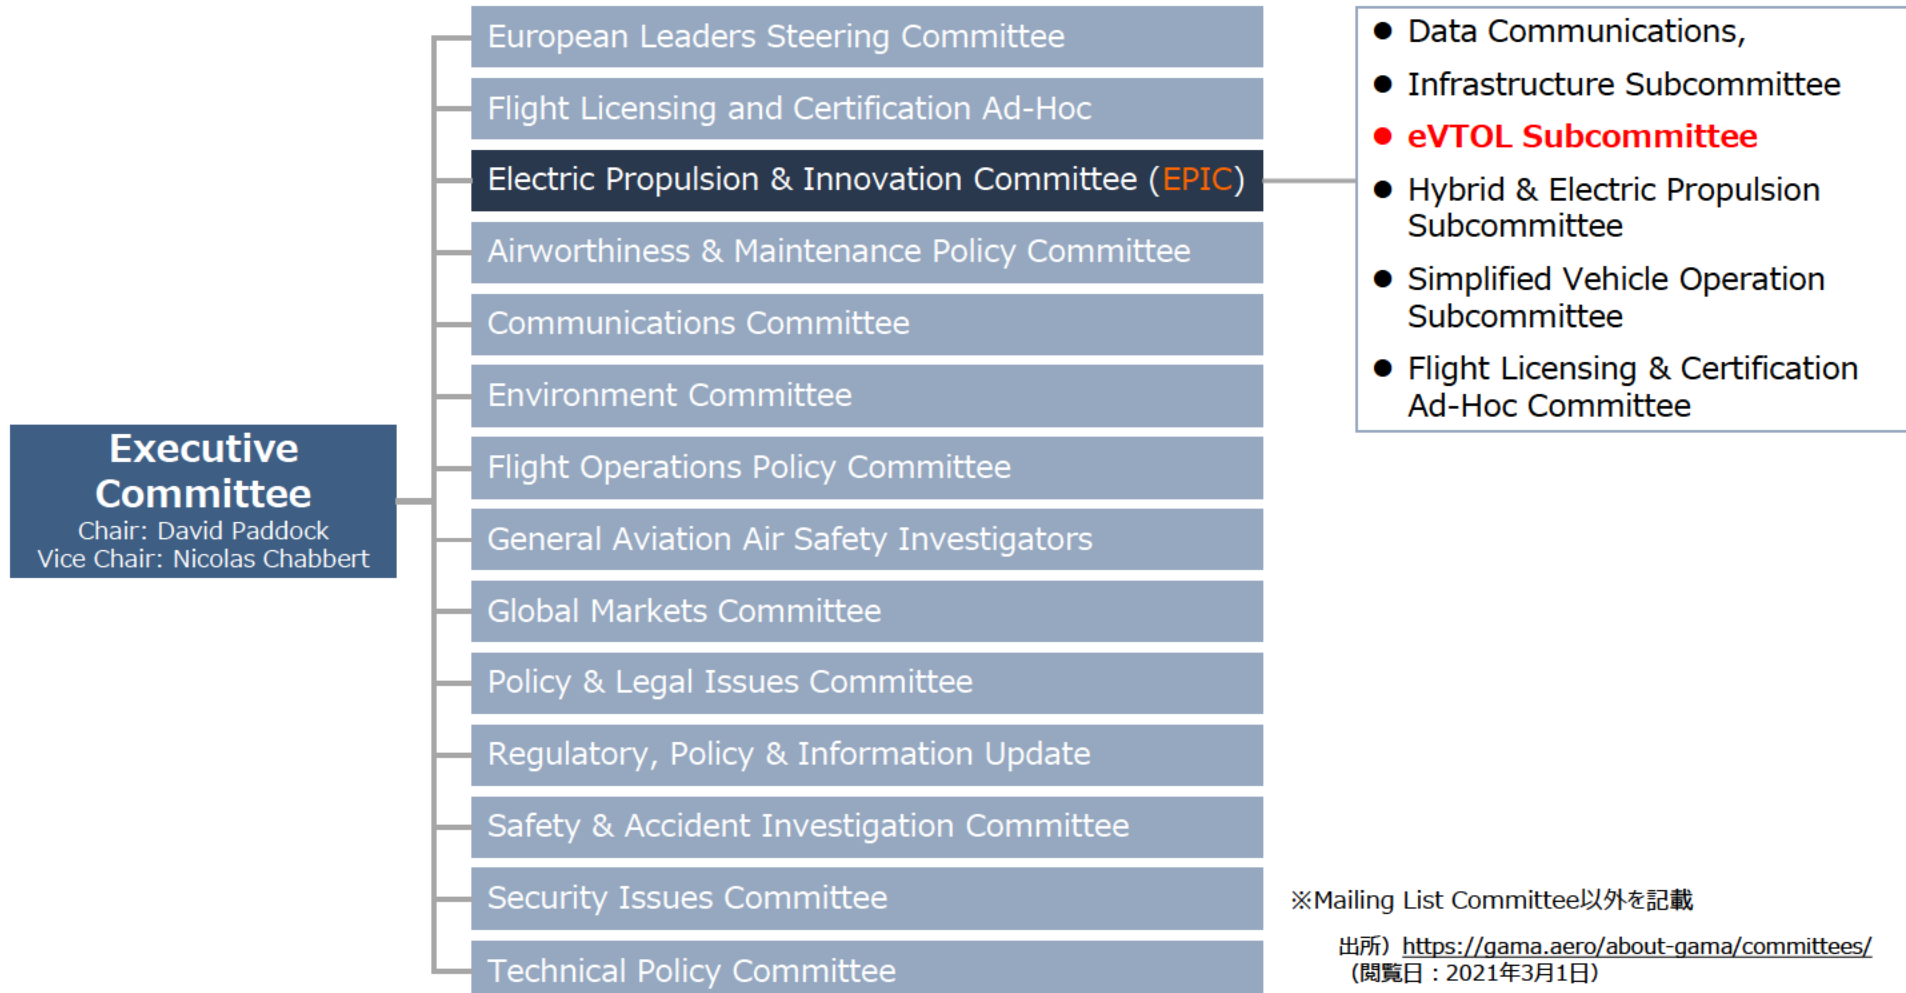 Executive
Committee
Chair: David Paddock
Vice Chair: Nicolas Chabbert
European Leaders Steering Committee
Flight Licensing and Certification Ad-Hoc
Electric Propulsion & Innovation Committee (EPIC)
Airworthiness & Maintenance Policy Committee
Communications Committee
Environment Committee
Flight Operations Policy Committee
General Aviation Air Safety Investigators
Global Markets Committee
Policy & Legal Issues Committee
Regulatory, Policy & Information Update
Safety & Accident Investigation Committee
Security Issues Committee
Technical Policy Committee
● Data Communications,
● Infrastructure Subcommittee
● eVTOL Subcommittee
● Hybrid & Electric Propulsion
Subcommittee
● Simplified Vehicle Operation
Subcommittee
● Flight Licensing & Certification
Ad-Hoc Committee
※Mailing List Committee以外を記載
出所）https://gama.aero/about-gama/committees/
（閲覧日：2021年3月1日）